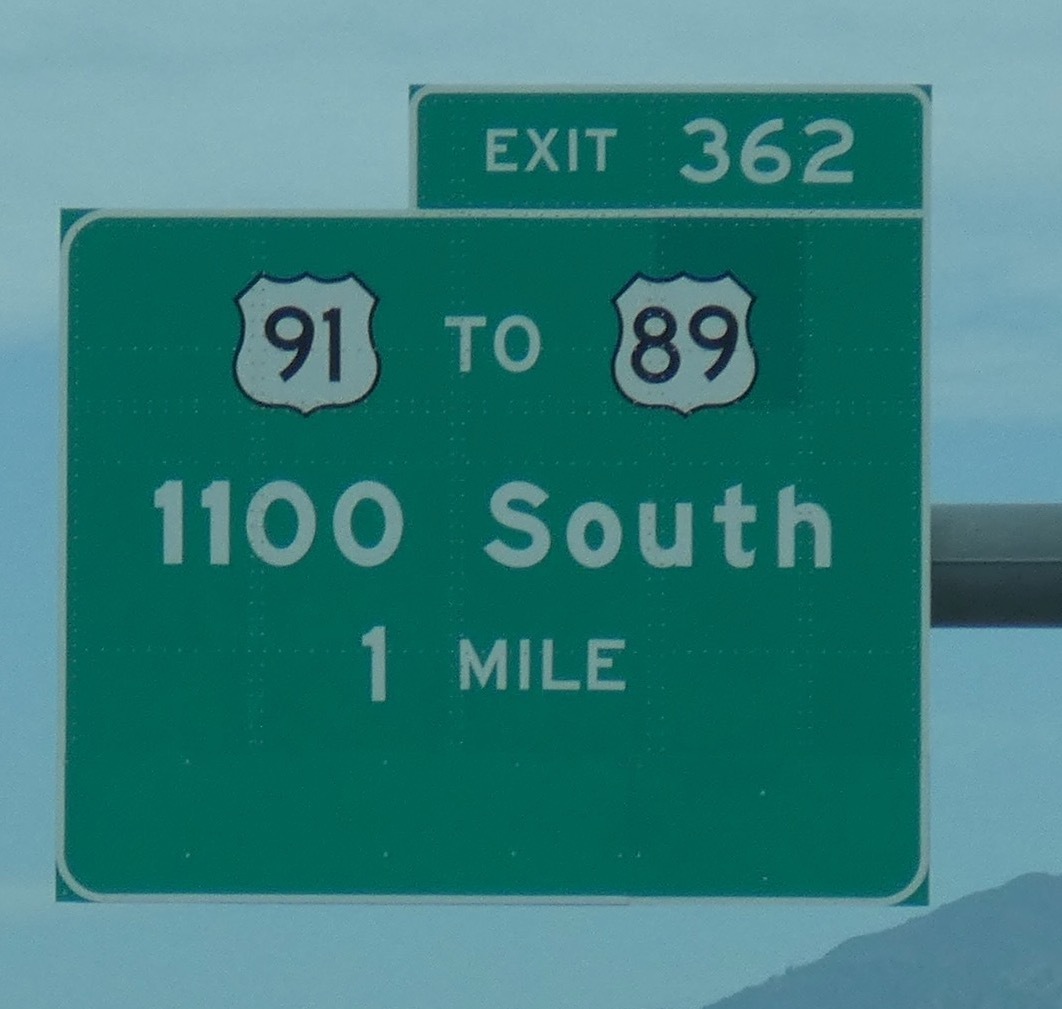 EXIT 362
91 TO 89
1100 South
1 MILE